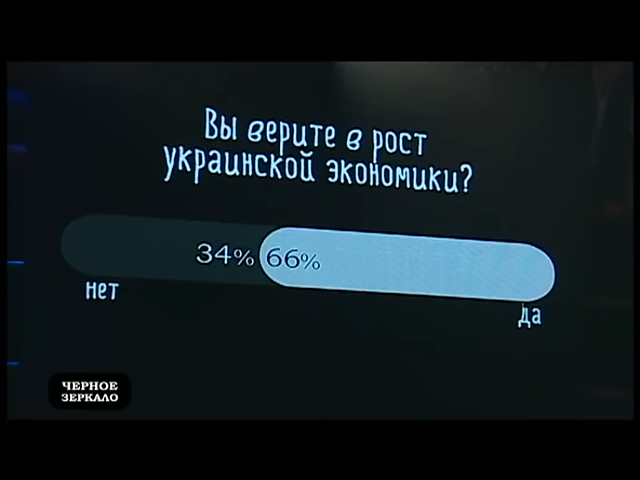 Вы верите в рост
украинской экономики?
34% 66%
нет
да
ЧЕРНОЕ
ЗЕРКАЛО